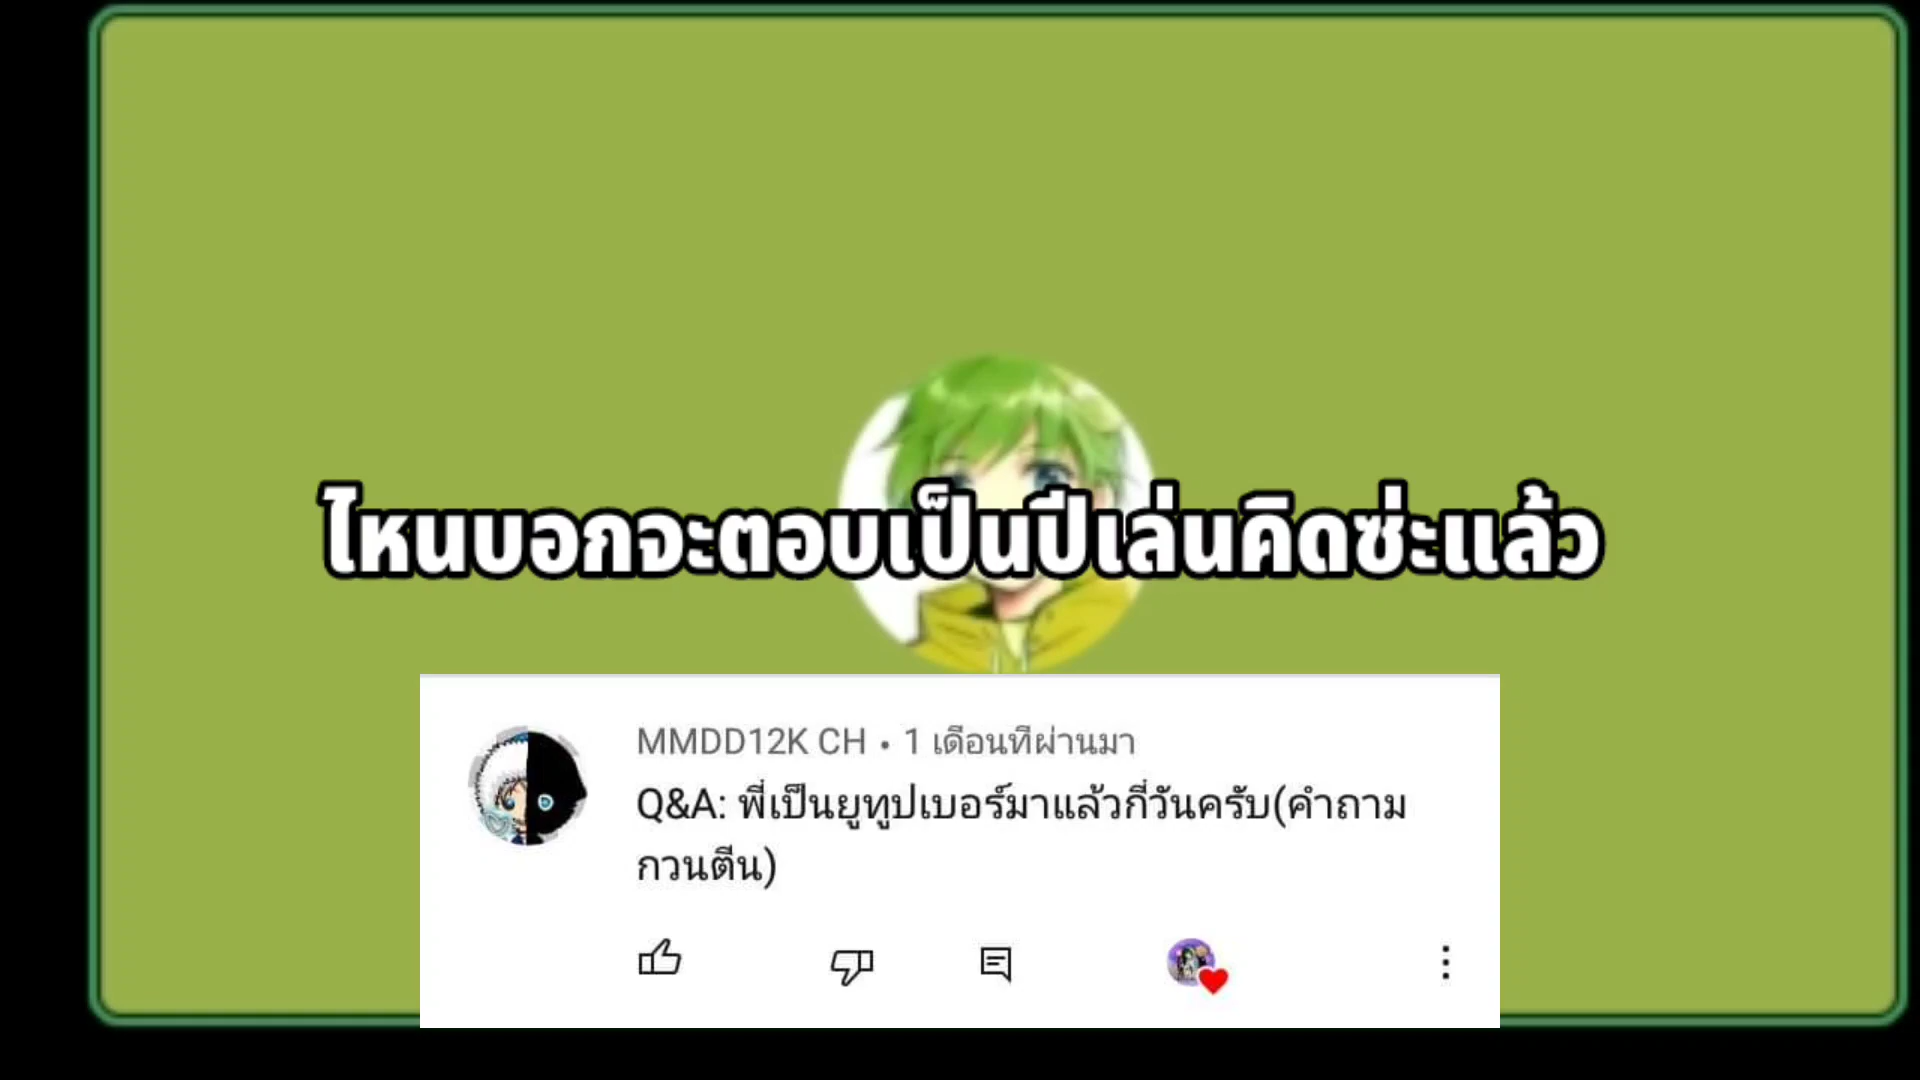 ไหนบอกจะตอบเป็นปีเล่นคิดซ่ะแล้ว
MMDD12K CH • 1 เดือนที่ผ่านมา
Q&A: พี่เป็นยูทูปเบอร์มาแล้วกี่วันครับ(คำถาม
กวนตีน)